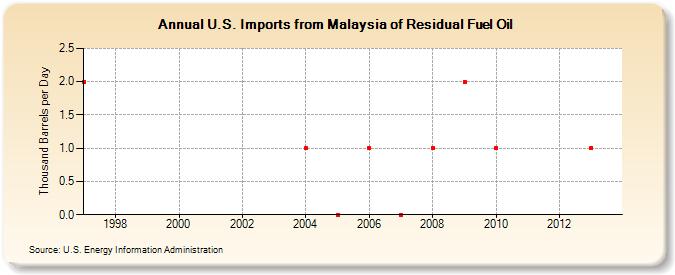 Annual U.S. Imports from Malaysia of Residual Fuel Oil
Thousand Barrels per Day
2.5
2.0
1.5
1.0
0.5
0.0
1998 2000 2002 2004 2006 2008 2010 2012
Source: U.S. Energy Information Administration